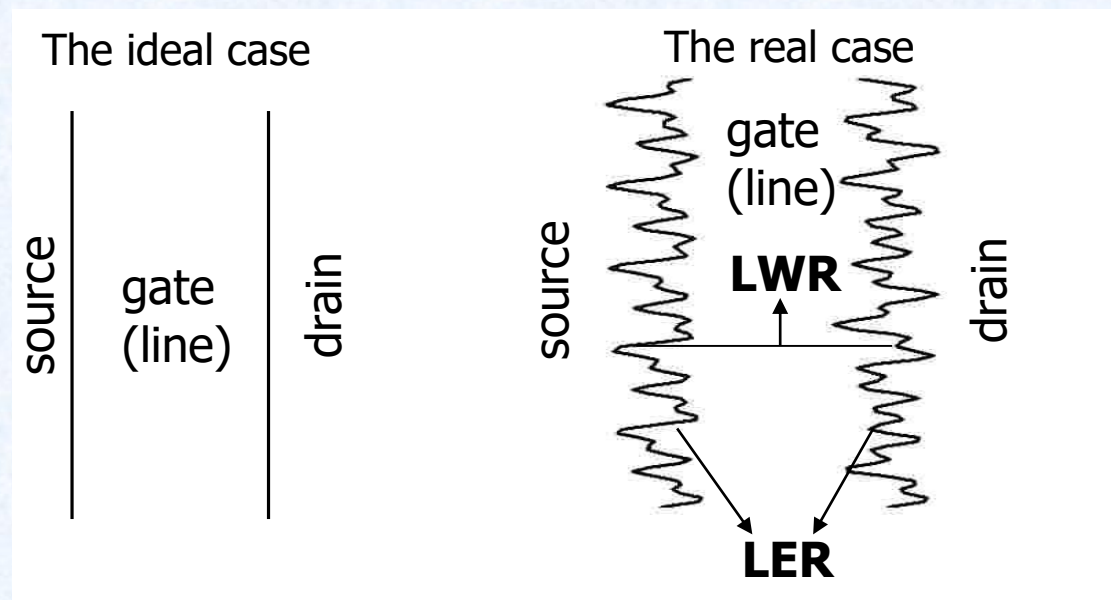 The ideal case
source
gate
(line)
drain
The real case
source
gate
(line)
LWR
drain
LER